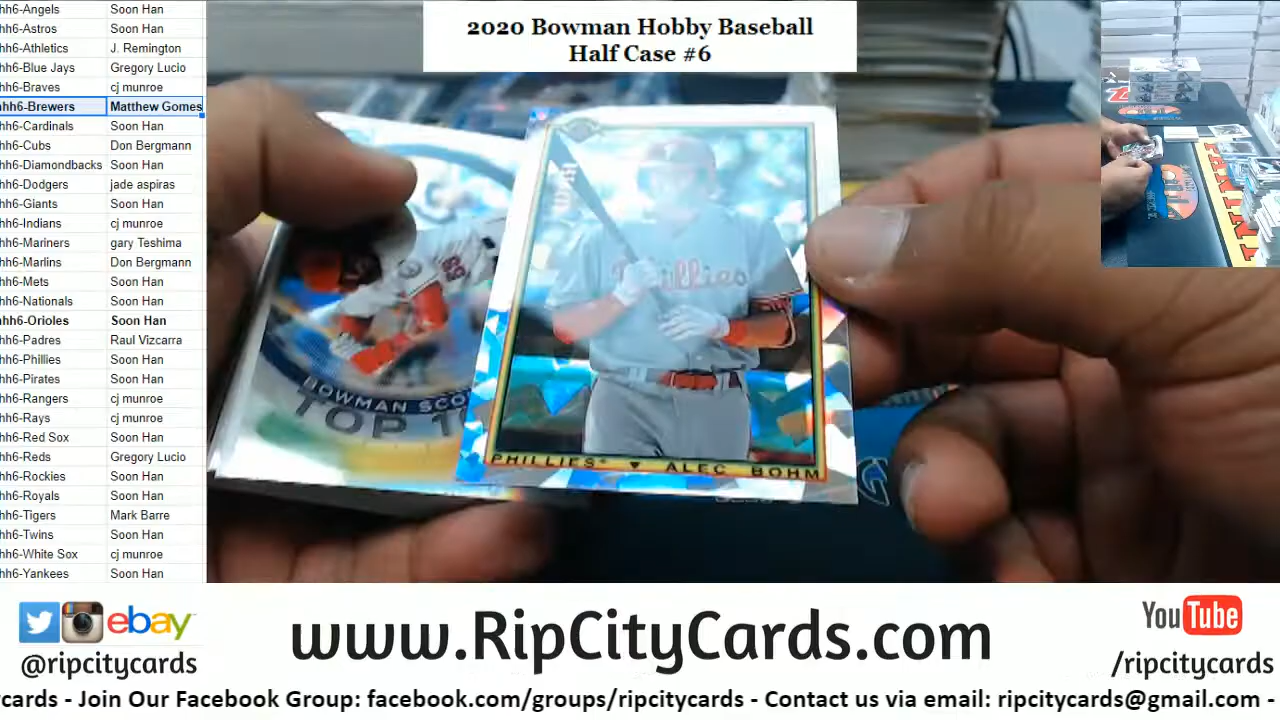 2020 Bowman Hobby Baseball
Half Case #6
hh6-Angels Soon Han
hh6-Astros Soon Han
hh6-Athletics J. Remington
hh6-Blue Jays Gregory Lucio
hh6-Braves cj munroe
hh6-Brewers Matthew Gomes
hh6-Cardinals Soon Han
hh6-Cubs Don Bergmann
hh6-Diamondbacks Soon Han
hh6-Dodgers jade aspiras
hh6-Giants Soon Han
hh6-Indians cj munroe
hh6-Mariners gary Teshima
hh6-Marlins Don Bergmann
hh6-Mets Soon Han
hh6-Nationals Soon Han
hh6-Orioles Soon Han
hh6-Padres Raul Vizcarra
hh6-Phillies Soon Han
hh6-Pirates Soon Han
hh6-Rangers cj munroe
hh6-Rays cj munroe
hh6-Red Sox Soon Han
hh6-Reds Gregory Lucio
hh6-Rockies Soon Han
hh6-Royals Soon Han
hh6-Tigers Mark Barre
hh6-Twins Soon Han
hh6-White Sox cj munroe
hh6-Yankees Soon Han
Phillies
PHILLIES ALEC BOHM
BOWMAN SCO
TOP 1
PANINI
ebay
@ripcitycards
www.RipCityCards.com
YouTube
/ripcitycards
cards - Join Our Facebook Group: facebook.com/groups/ripcitycards - Contact us via email: ripcitycards@gmail.com -